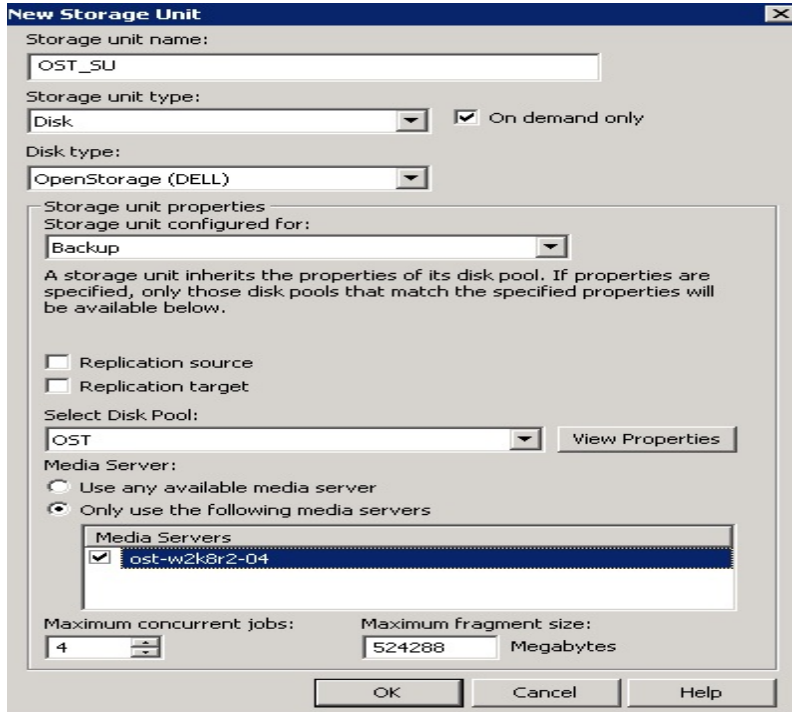 New Storage Unit
Storage unit name:
OST_SU
Storage unit type:
Disk
On demand only
Disk type:
OpenStorage (DELL)
Storage unit properties
Storage unit configured for:
Backup
A storage unit inherits the properties of its disk pool. If properties are
specified, only those disk pools that match the specified properties will
be available below.
Replication source
Replication target
Select Disk Pool:
OST
View Properties
Media Server:
Use any available media server
Only use the following media servers
Media Servers
ost-w2k8r2-04
Maximum concurrent jobs:
Maximum fragment size:
4
524288
Megabytes
OK
Cancel
Help